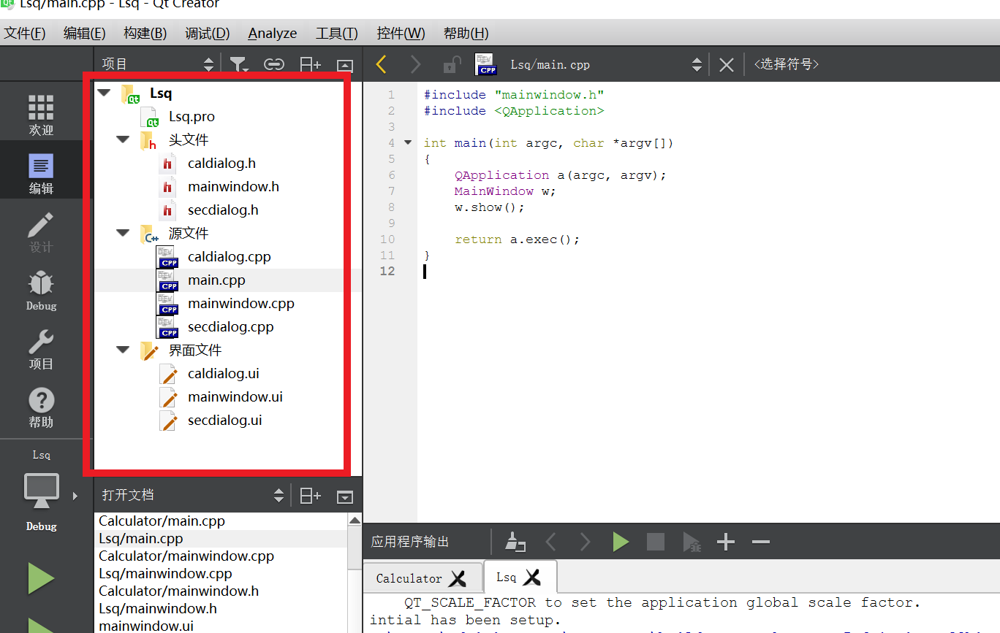 Lsq/main.cpp - Lsq - Qt Creator
文件(F) 编辑(E) 构建(B) 调试(D) Analyze 工具(T) 控件(W) 帮助(H)
项目
Lsq/main.cpp
<选择符号>
欢迎
编辑
设计
Debug
项目
帮助
Lsq
Debug
Lsq
Lsq.pro
头文件
caldialog.h
mainwindow.h
secdialog.h
源文件
caldialog.cpp
main.cpp
mainwindow.cpp
secdialog.cpp
界面文件
caldialog.ui
mainwindow.ui
secdialog.ui
打开文档
Calculator/main.cpp
Lsq/main.cpp
Calculator/mainwindow.cpp
Lsq/mainwindow.cpp
Calculator/mainwindow.h
Lsq/mainwindow.h
mainwindow.ui
1 #include "mainwindow.h"
2 #include <QApplication>
3
4 int main(int argc, char *argv[])
5 {
6 QApplication a(argc, argv);
7 MainWindow w;
8 w.show();
9
10 return a.exec();
11 }
12
应用程序输出
Calculator Lsq
QT_SCALE_FACTOR to set the application global scale factor.
intial has been setup.